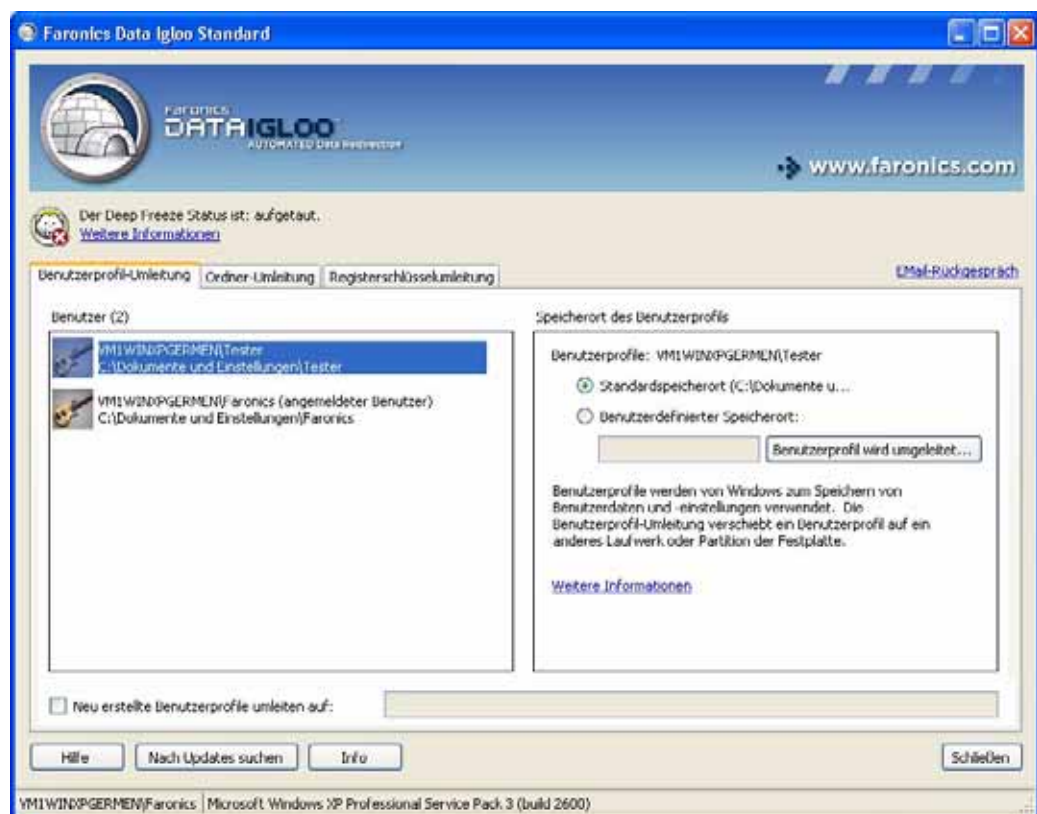 Faronics Data Igloo Standard
Faronics
DATAIGLOO
AUTOMATED Data Redirection
www.faronics.com
Der Deep Freeze Status ist: aufgetaut.
Weitere Informationen
Benutzerprofil-Umleitung
Ordner-Umleitung
Registerschlüsselumleitung
EMail-Rückgespräch
Benutzer (2)
VM1WINXPGERMEN\Tester
C:\Dokumente und Einstellungen\Tester
VM1WINXPGERMEN\Faronics (angemeldeter Benutzer)
C:\Dokumente und Einstellungen\Faronics
Speicherort des Benutzerprofils
Benutzerprofile: VM1WINXPGERMEN\Tester
Standardspeicherort (C:\Dokumente u...
Benutzerdefinierter Speicherort:
Benutzerprofil wird umgeleitet...
Benutzerprofile werden von Windows zum Speichern von
Benutzerdaten und -einstellungen verwendet. Die
Benutzerprofil-Umleitung verschiebt ein Benutzerprofil auf ein
anderes Laufwerk oder Partition der Festplatte.
Weitere Informationen
Neu erstellte Benutzerprofile umleiten auf:
Hilfe
Nach Updates suchen
Info
Schließen
VM1WINXPGERMEN\Faronics
Microsoft Windows XP Professional Service Pack 3 (build 2600)